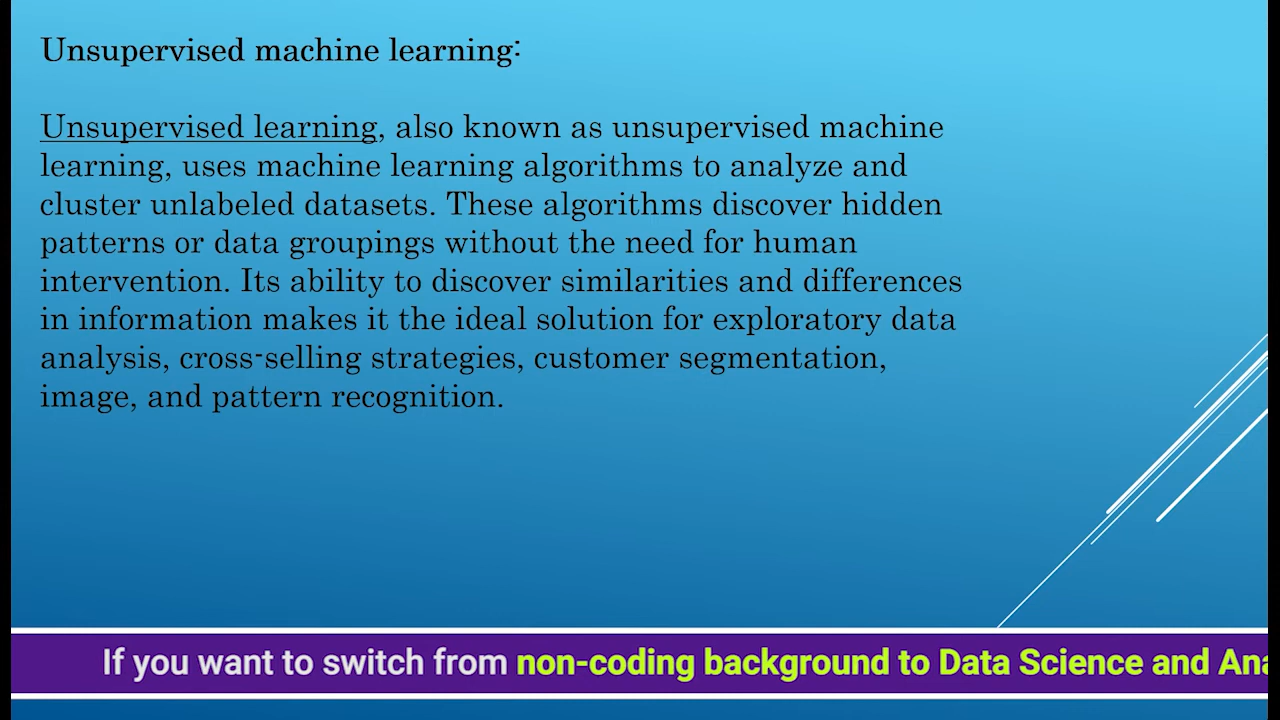 Unsupervised machine learning:
Unsupervised learning, also known as unsupervised machine
learning, uses machine learning algorithms to analyze and
cluster unlabeled datasets. These algorithms discover hidden
patterns or data groupings without the need for human
intervention. Its ability to discover similarities and differences
in information makes it the ideal solution for exploratory data
analysis, cross-selling strategies, customer segmentation,
image, and pattern recognition.
If you want to switch from non-coding background to Data Science and Ana